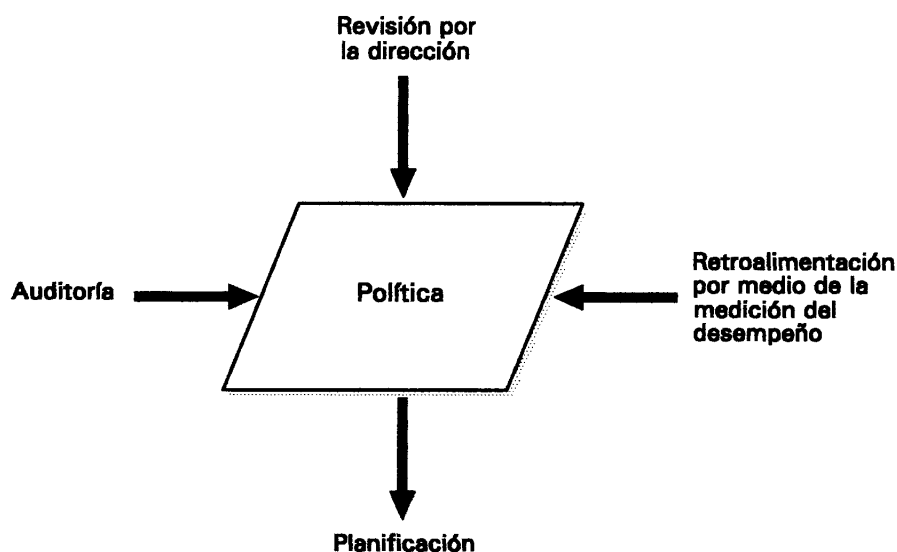 Revisión por
la dirección
Auditoría
Política
Retroalimentación
por medio de la
medición del
desempeño
Planificación